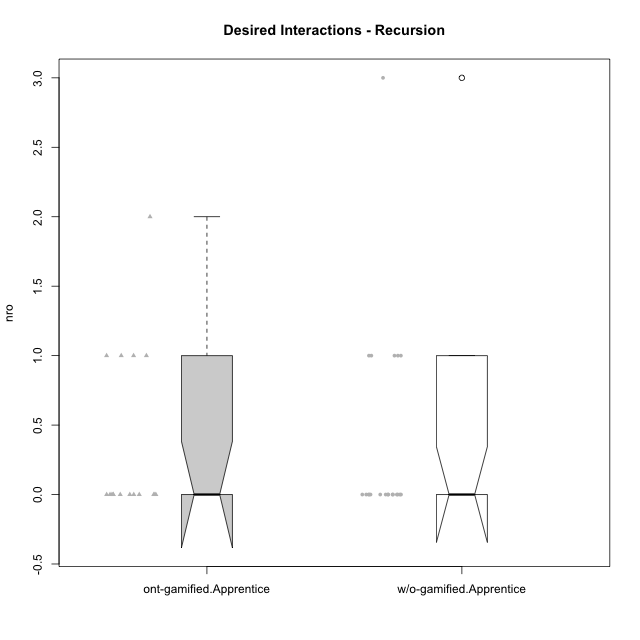 Desired Interactions - Recursion
3.0
2.5
2.0
1.5
1.0
0.5
0.0
-0.5
nro
ont-gamified.Apprentice
w/o-gamified.Apprentice